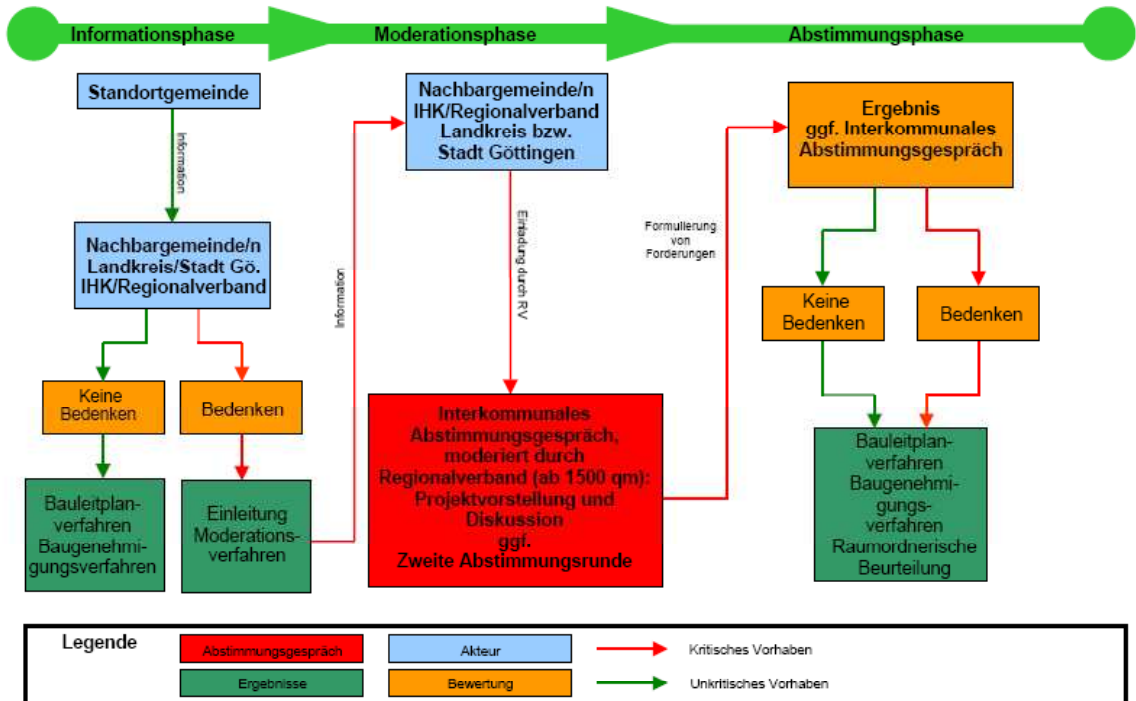 Informationsphase
Moderationsphase
Abstimmungsphase
Standortgemeinde
Information
Nachbargemeinde/n
Landkreis/Stadt Gö.
IHK/Regionalverband
Keine
Bedenken
Bedenken
Bauleitplan-
verfahren
Baugenehmi-
gungsverfahren
Einleitung
Moderations-
verfahren
Information
Nachbargemeinde/n
IHK/Regionalverband
Landkreis bzw.
Stadt Göttingen
Einladung durch RV
Interkommunales
Abstimmungsgespräch,
moderiert durch
Regionalverband (ab 1500 qm):
Projektvorstellung und
Diskussion
ggf.
Zweite Abstimmungsrunde
Formulierung
von
Forderungen
Ergebnis
ggf. Interkommunales
Abstimmungsgespräch
Keine
Bedenken
Bedenken
Bauleitplan-
verfahren
Baugenehmi-
gungs-
verfahren
Raumordnerische
Beurteilung
Legende
Abstimmungsgespräch
Akteur
Kritisches Vorhaben
Ergebnisse
Bewertung
Unkritisches Vorhaben